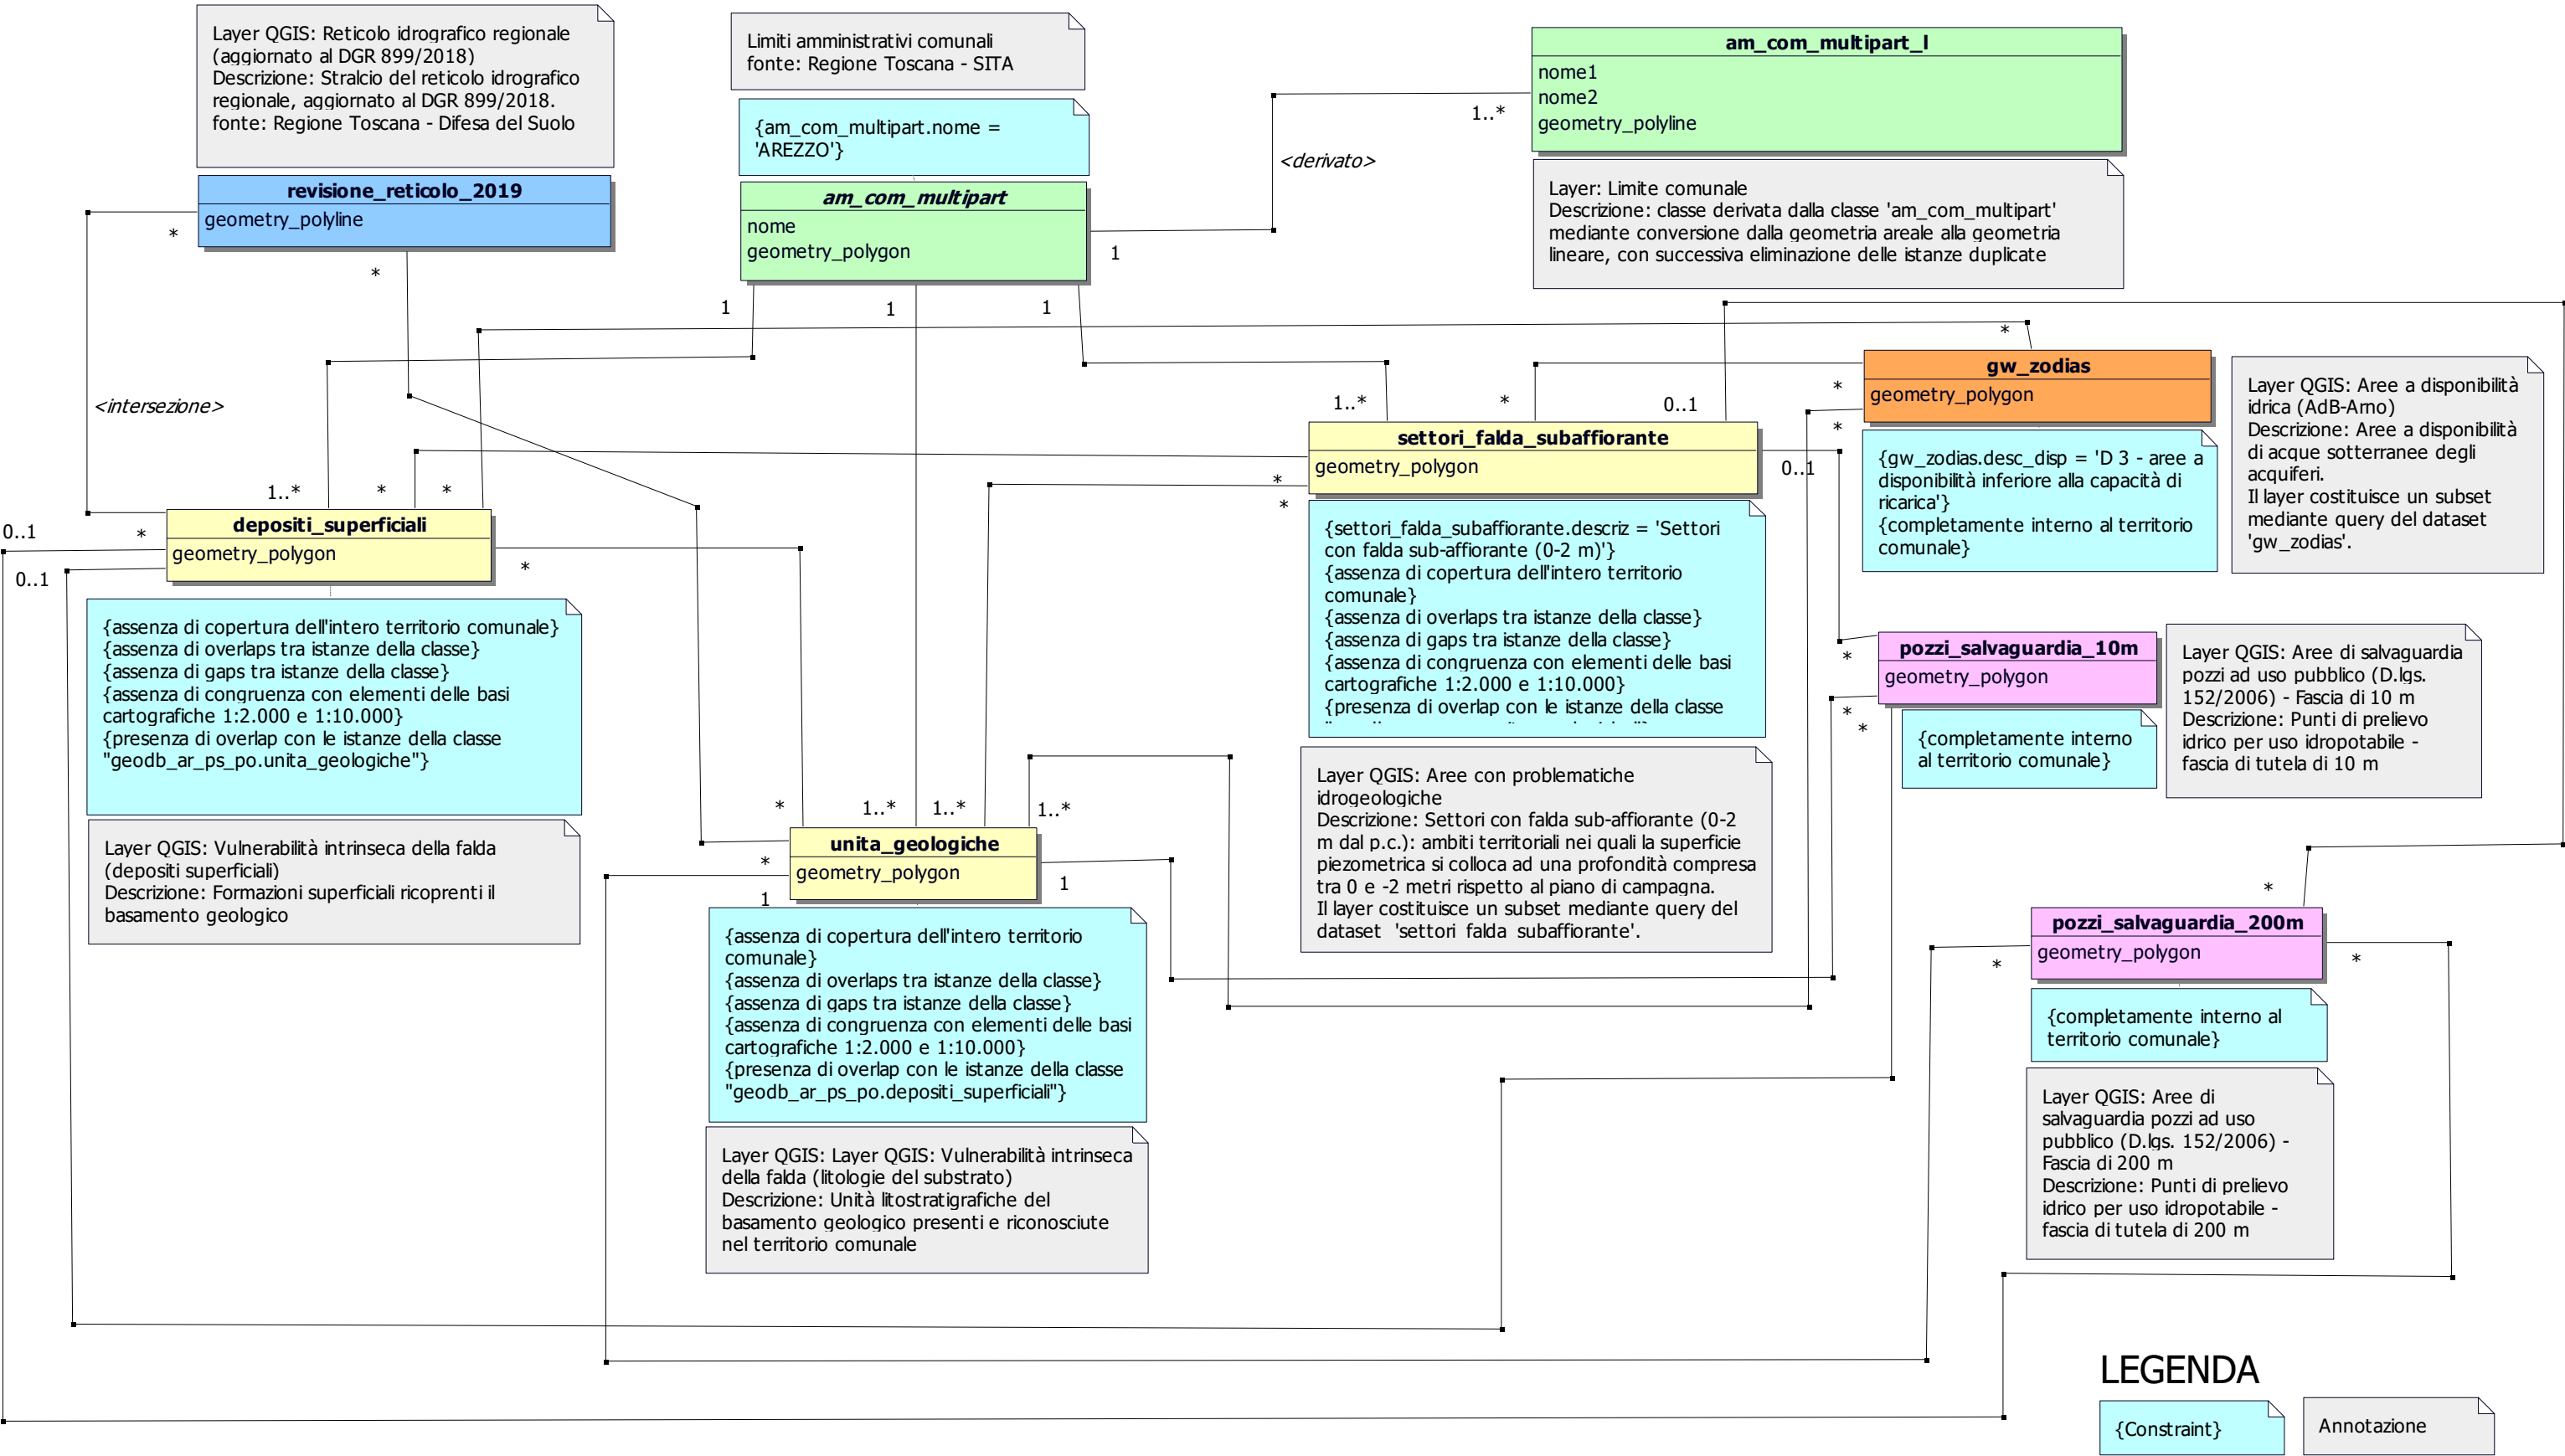 Layer QGIS: Reticolo idrografico regionale
(aggiornato al DGR 899/2018)
Descrizione: Stralcio del reticolo idrografico
regionale, aggiornato al DGR 899/2018.
fonte: Regione Toscana - Difesa del Suolo
Limiti amministrativi comunali
fonte: Regione Toscana - SITA
{am_com_multipart.nome =
'AREZZO'}
am_com_multipart_l
nome1
nome2
geometry_polyline
1..*
<derivato>
Layer: Limite comunale
Descrizione: classe derivata dalla classe 'am_com_multipart'
mediante conversione dalla geometria areale alla geometria
lineare, con successiva eliminazione delle istanze duplicate
revisione_reticolo_2019
geometry_polyline
*
*
am_com_multipart
nome
geometry_polygon
1
1
1
1
*
<intersezione>
gw_zodias
geometry_polygon
*
*
Layer QGIS: Aree a disponibilità
idrica (AdB-Arno)
Descrizione: Aree a disponibilità
di acque sotterranee degli
acquiferi.
Il layer costituisce un subset
mediante query del dataset
'gw_zodias'.
{gw_zodias.desc_disp = 'D 3 - aree a
disponibilità inferiore alla capacità di
ricarica'}
{completamente interno al territorio
comunale}
1..*
*
0..1
settori_falda_subaffiorante
geometry_polygon
0..1
*
*
{settori_falda_subaffiorante.descriz = 'Settori
con falda sub-affiorante (0-2 m)'}
{assenza di copertura dell'intero territorio
comunale}
{assenza di overlaps tra istanze della classe}
{assenza di gaps tra istanze della classe}
{assenza di congruenza con elementi delle basi
cartografiche 1:2.000 e 1:10.000}
{presenza di overlap con le istanze della classe
1..*
*
*
depositi_superficiali
geometry_polygon
0..1
*
0..1
*
{assenza di copertura dell'intero territorio comunale}
{assenza di overlaps tra istanze della classe}
{assenza di gaps tra istanze della classe}
{assenza di congruenza con elementi delle basi
cartografiche 1:2.000 e 1:10.000}
{presenza di overlap con le istanze della classe
"geodb_ar_ps_po.unita_geologiche"}
Layer QGIS: Vulnerabilità intrinseca della falda
(depositi superficiali)
Descrizione: Formazioni superficiali ricoprenti il
basamento geologico
pozzi_salvaguardia_10m
geometry_polygon
*
*
*
{completamente interno
al territorio comunale}
Layer QGIS: Aree di salvaguardia
pozzi ad uso pubblico (D.lgs.
152/2006) - Fascia di 10 m
Descrizione: Punti di prelievo
idrico per uso idropotabile -
fascia di tutela di 10 m
Layer QGIS: Aree con problematiche
idrogeologiche
Descrizione: Settori con falda sub-affiorante (0-2
m dal p.c.): ambiti territoriali nei quali la superficie
piezometrica si colloca ad una profondità compresa
tra 0 e -2 metri rispetto al piano di campagna.
Il layer costituisce un subset mediante query del
dataset 'settori falda subaffiorante'.
*
1..*
1..*
1..*
unita_geologiche
geometry_polygon
*
1
1
{assenza di copertura dell'intero territorio
comunale}
{assenza di overlaps tra istanze della classe}
{assenza di gaps tra istanze della classe}
{assenza di congruenza con elementi delle basi
cartografiche 1:2.000 e 1:10.000}
{presenza di overlap con le istanze della classe
"geodb_ar_ps_po.depositi_superficiali"}
Layer QGIS: Layer QGIS: Vulnerabilità intrinseca
della falda (litologie del substrato)
Descrizione: Unità litostratigrafiche del
basamento geologico presenti e riconosciute
nel territorio comunale
*
pozzi_salvaguardia_200m
geometry_polygon
*
*
{completamente interno al
territorio comunale}
Layer QGIS: Aree di
salvaguardia pozzi ad uso
pubblico (D.lgs. 152/2006) -
Fascia di 200 m
Descrizione: Punti di prelievo
idrico per uso idropotabile -
fascia di tutela di 200 m
LEGENDA
{Constraint}
Annotazione